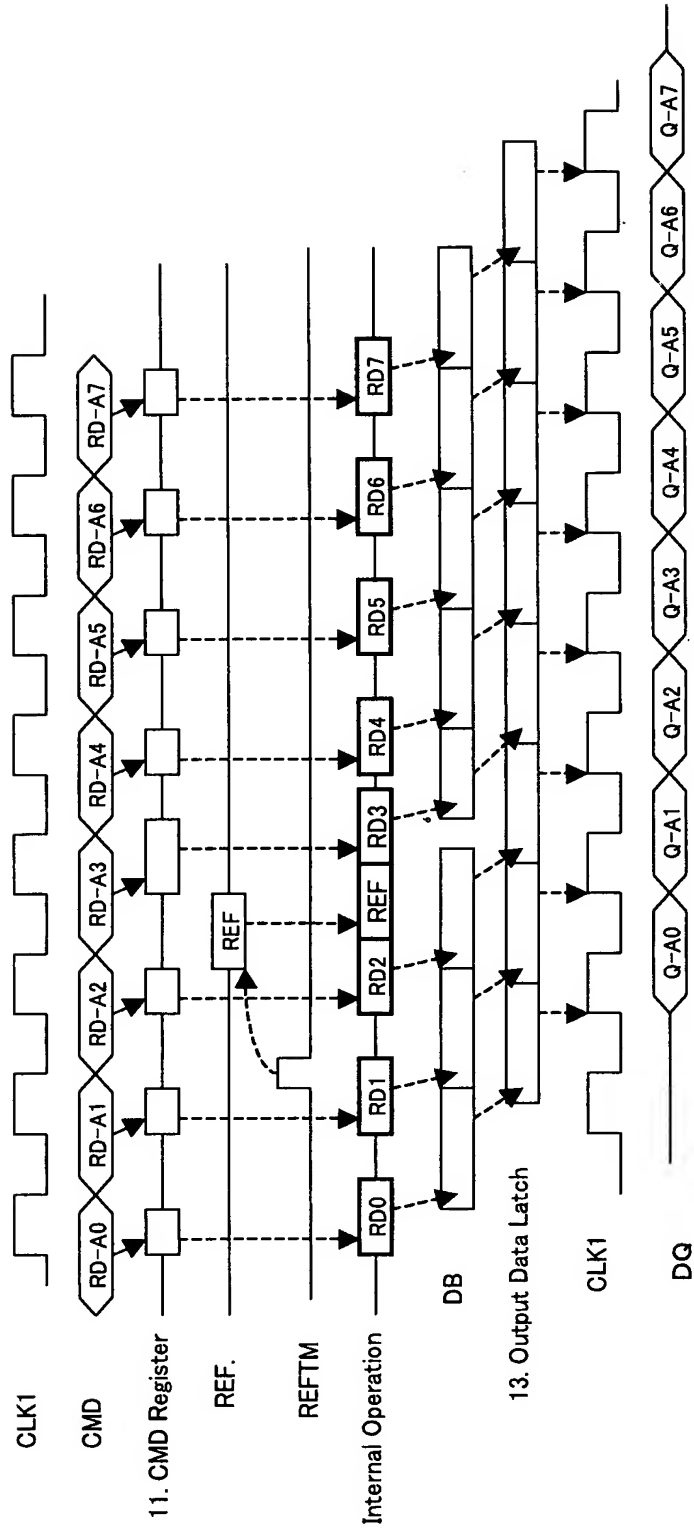 CLK1
CMD
RD-A0
RD-A1
RD-A2
RD-A3
RD-A4
RD-A5
RD-A6
RD-A7
11. CMD Register
REF.
REF
REFTM
Internal Operation
RD0
RD1
RD2
REF
RD3
RD4
RD5
RD6
RD7
DB
13. Output Data Latch
CLK1
DQ
Q-A0
Q-A1
Q-A2
Q-A3
Q-A4
Q-A5
Q-A6
Q-A7